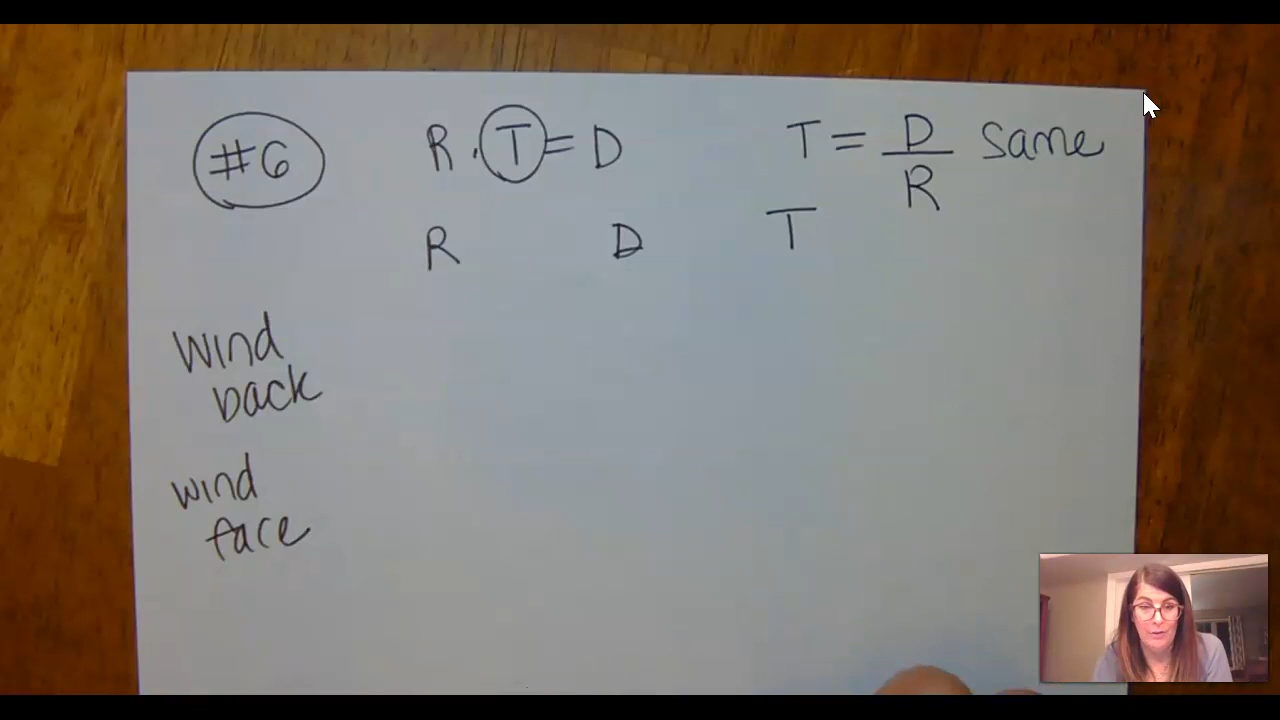 #6 R · T = D T = D/R same
R D T
wind
back
wind
face